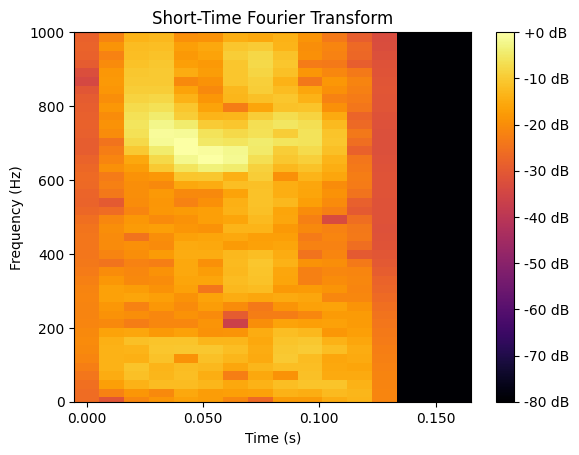 Short-Time Fourier Transform
1000
800
600
400
200
0
Frequency (Hz)
0.000
0.050
0.100
0.150
Time (s)
+0 dB
-10 dB
-20 dB
-30 dB
-40 dB
-50 dB
-60 dB
-70 dB
-80 dB